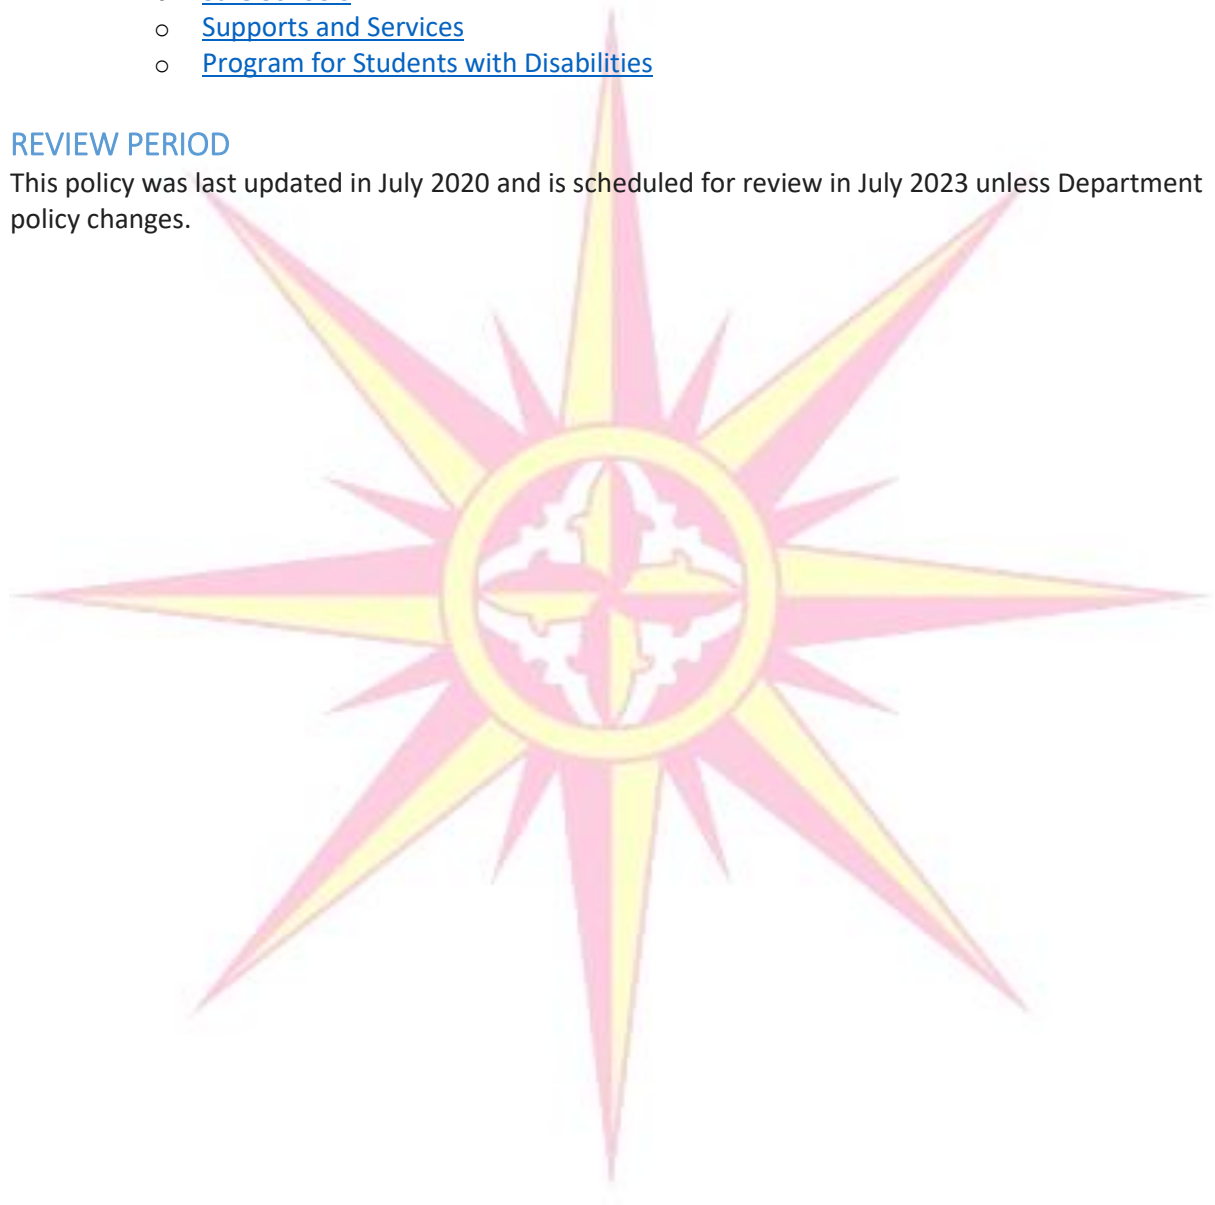 o Supports and Services
o Program for Students with Disabilities
REVIEW PERIOD
This policy was last updated in July 2020 and is scheduled for review in July 2023 unless Department
policy changes.